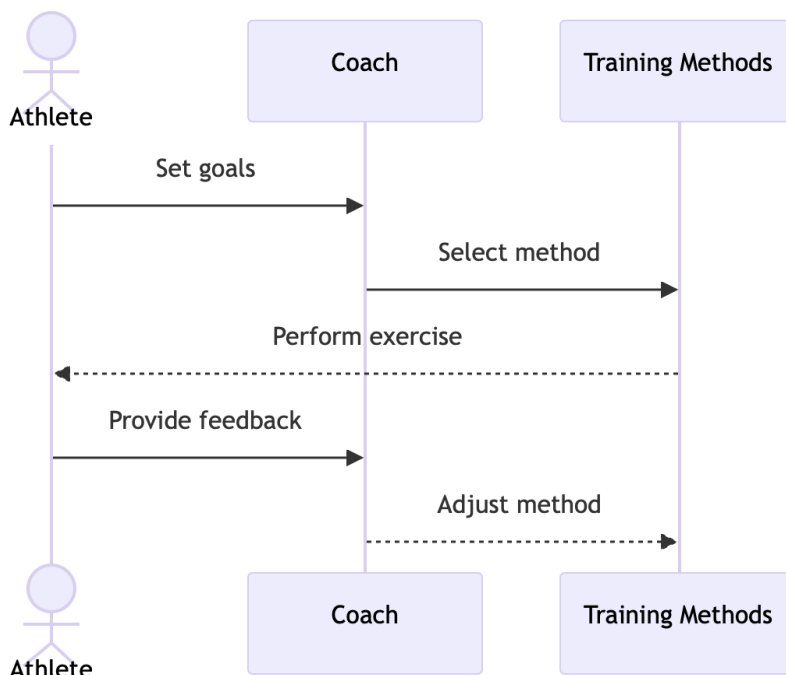 Coach
Training Methods
Athlete
Set goals
Select method
Perform exercise
Provide feedback
Adjust method
Coach
Training Methods
Athlete